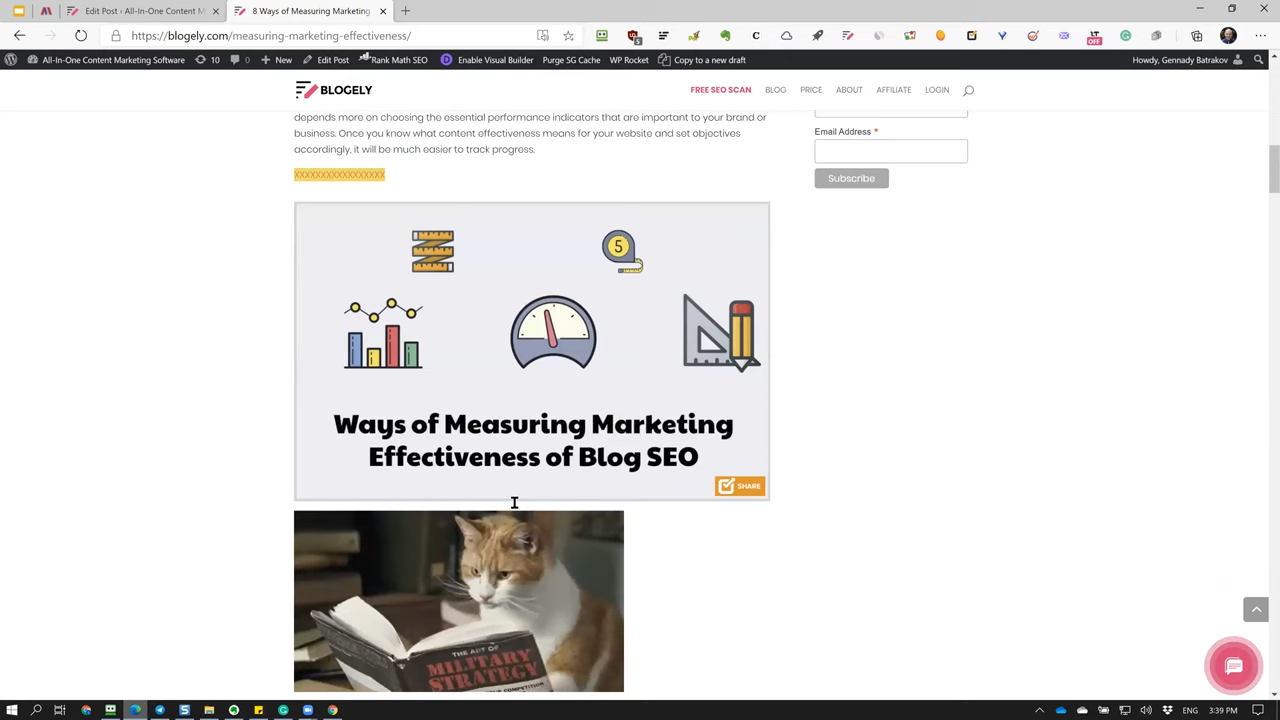 Edit Post ‹ All-In-One Content M
8 Ways of Measuring Marketing
https://blogely.com/measuring-marketing-effectiveness/
All-In-One Content Marketing Software
10
0
New
Edit Post
Rank Math SEO
Enable Visual Builder
Purge SG Cache
WP Rocket
Copy to a new draft
Howdy, Gennady Batrakov
BLOGELY
FREE SEO SCAN
BLOG
PRICE
ABOUT
AFFILIATE
LOGIN
depends more on choosing the essential performance indicators that are important to your brand or
business. Once you know what content effectiveness means for your website and set objectives
accordingly, it will be much easier to track progress.
Email Address *
Subscribe
5
Ways of Measuring Marketing
Effectiveness of Blog SEO
SHARE
THE ART OF
MILITARY
STRATEGY
ENG
3:39 PM